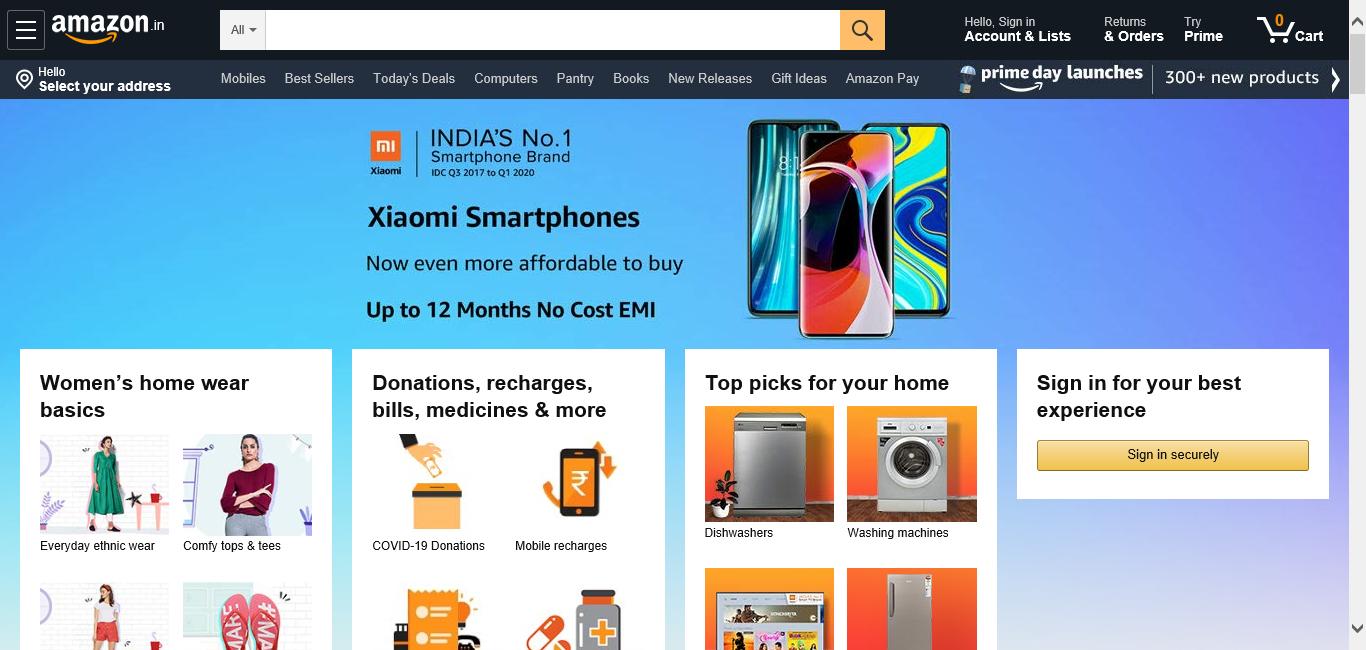 amazon.in
All
Hello, Sign in
Account & Lists
Returns
& Orders
Try
Prime
0
Cart
Hello
Select your address
Mobiles
Best Sellers
Today's Deals
Computers
Pantry
Books
New Releases
Gift Ideas
Amazon Pay
prime day launches
300+ new products
mi
Xiaomi
INDIA'S No.1
Smartphone Brand
IDC Q3 2017 to Q1 2020
Xiaomi Smartphones
Now even more affordable to buy
Up to 12 Months No Cost EMI
Women's home wear
basics
Everyday ethnic wear
Comfy tops & tees
Donations, recharges,
bills, medicines & more
₹
COVID-19 Donations
Mobile recharges
Top picks for your home
Dishwashers
Washing machines
Sign in for your best
experience
Sign in securely